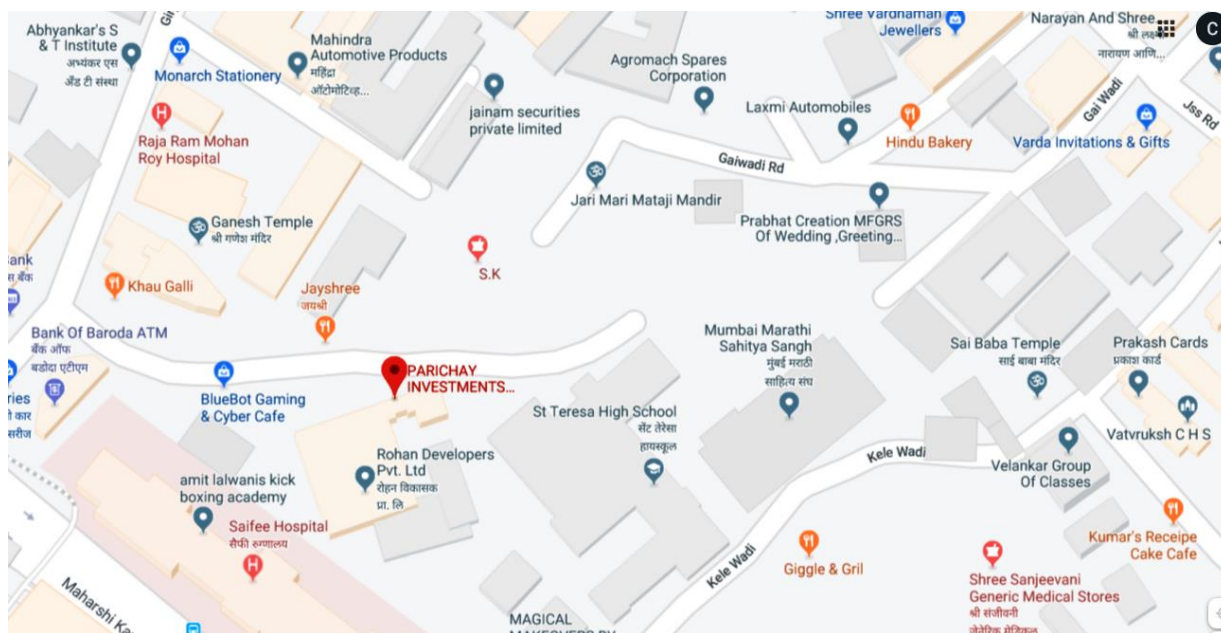 Abhyankar's S
& T Institute
अभ्यंकर एस
अँड टी संस्था
Monarch Stationery
Mahindra
Automotive Products
महिंद्रा
ऑटोमोटिव्ह...
jainam securities
private limited
Agromach Spares
Corporation
Shree Vardhaman
Jewellers
Laxmi Automobiles
Hindu Bakery
Narayan And Shree
श्री लक्ष्मी
नारायण आणि...
C
Gai Wadi
Jss Rd
Varda Invitations & Gifts
Raja Ram Mohan
Roy Hospital
Gaiwadi Rd
Jari Mari Mataji Mandir
Prabhat Creation MFGRS
Of Wedding ,Greeting...
Ganesh Temple
श्री गणेश मंदिर
S.K
Khau Galli
Jayshree
जयश्री
Bank Of Baroda ATM
बँक ऑफ
बडोदा एटीएम
BlueBot Gaming
& Cyber Cafe
PARICHAY
INVESTMENTS...
Mumbai Marathi
Sahitya Sangh
मुंबई मराठी
साहित्य संघ
Sai Baba Temple
साई बाबा मंदिर
Prakash Cards
प्रकाश कार्ड
Vatvruksh C H S
St Teresa High School
सेंट तेरेसा
हायस्कूल
Kele Wadi
Velankar Group
Of Classes
Rohan Developers
Pvt. Ltd
रोहन विकासक
प्रा. लि
amit lalwanis kick
boxing academy
Saifee Hospital
सैफी रुग्णालय
Kele Wadi
Giggle & Gril
Kumar's Receipe
Cake Cafe
Shree Sanjeevani
Generic Medical Stores
श्री संजीवनी
जेनेरिक मेडिकल
Maharshi
MAGICAL